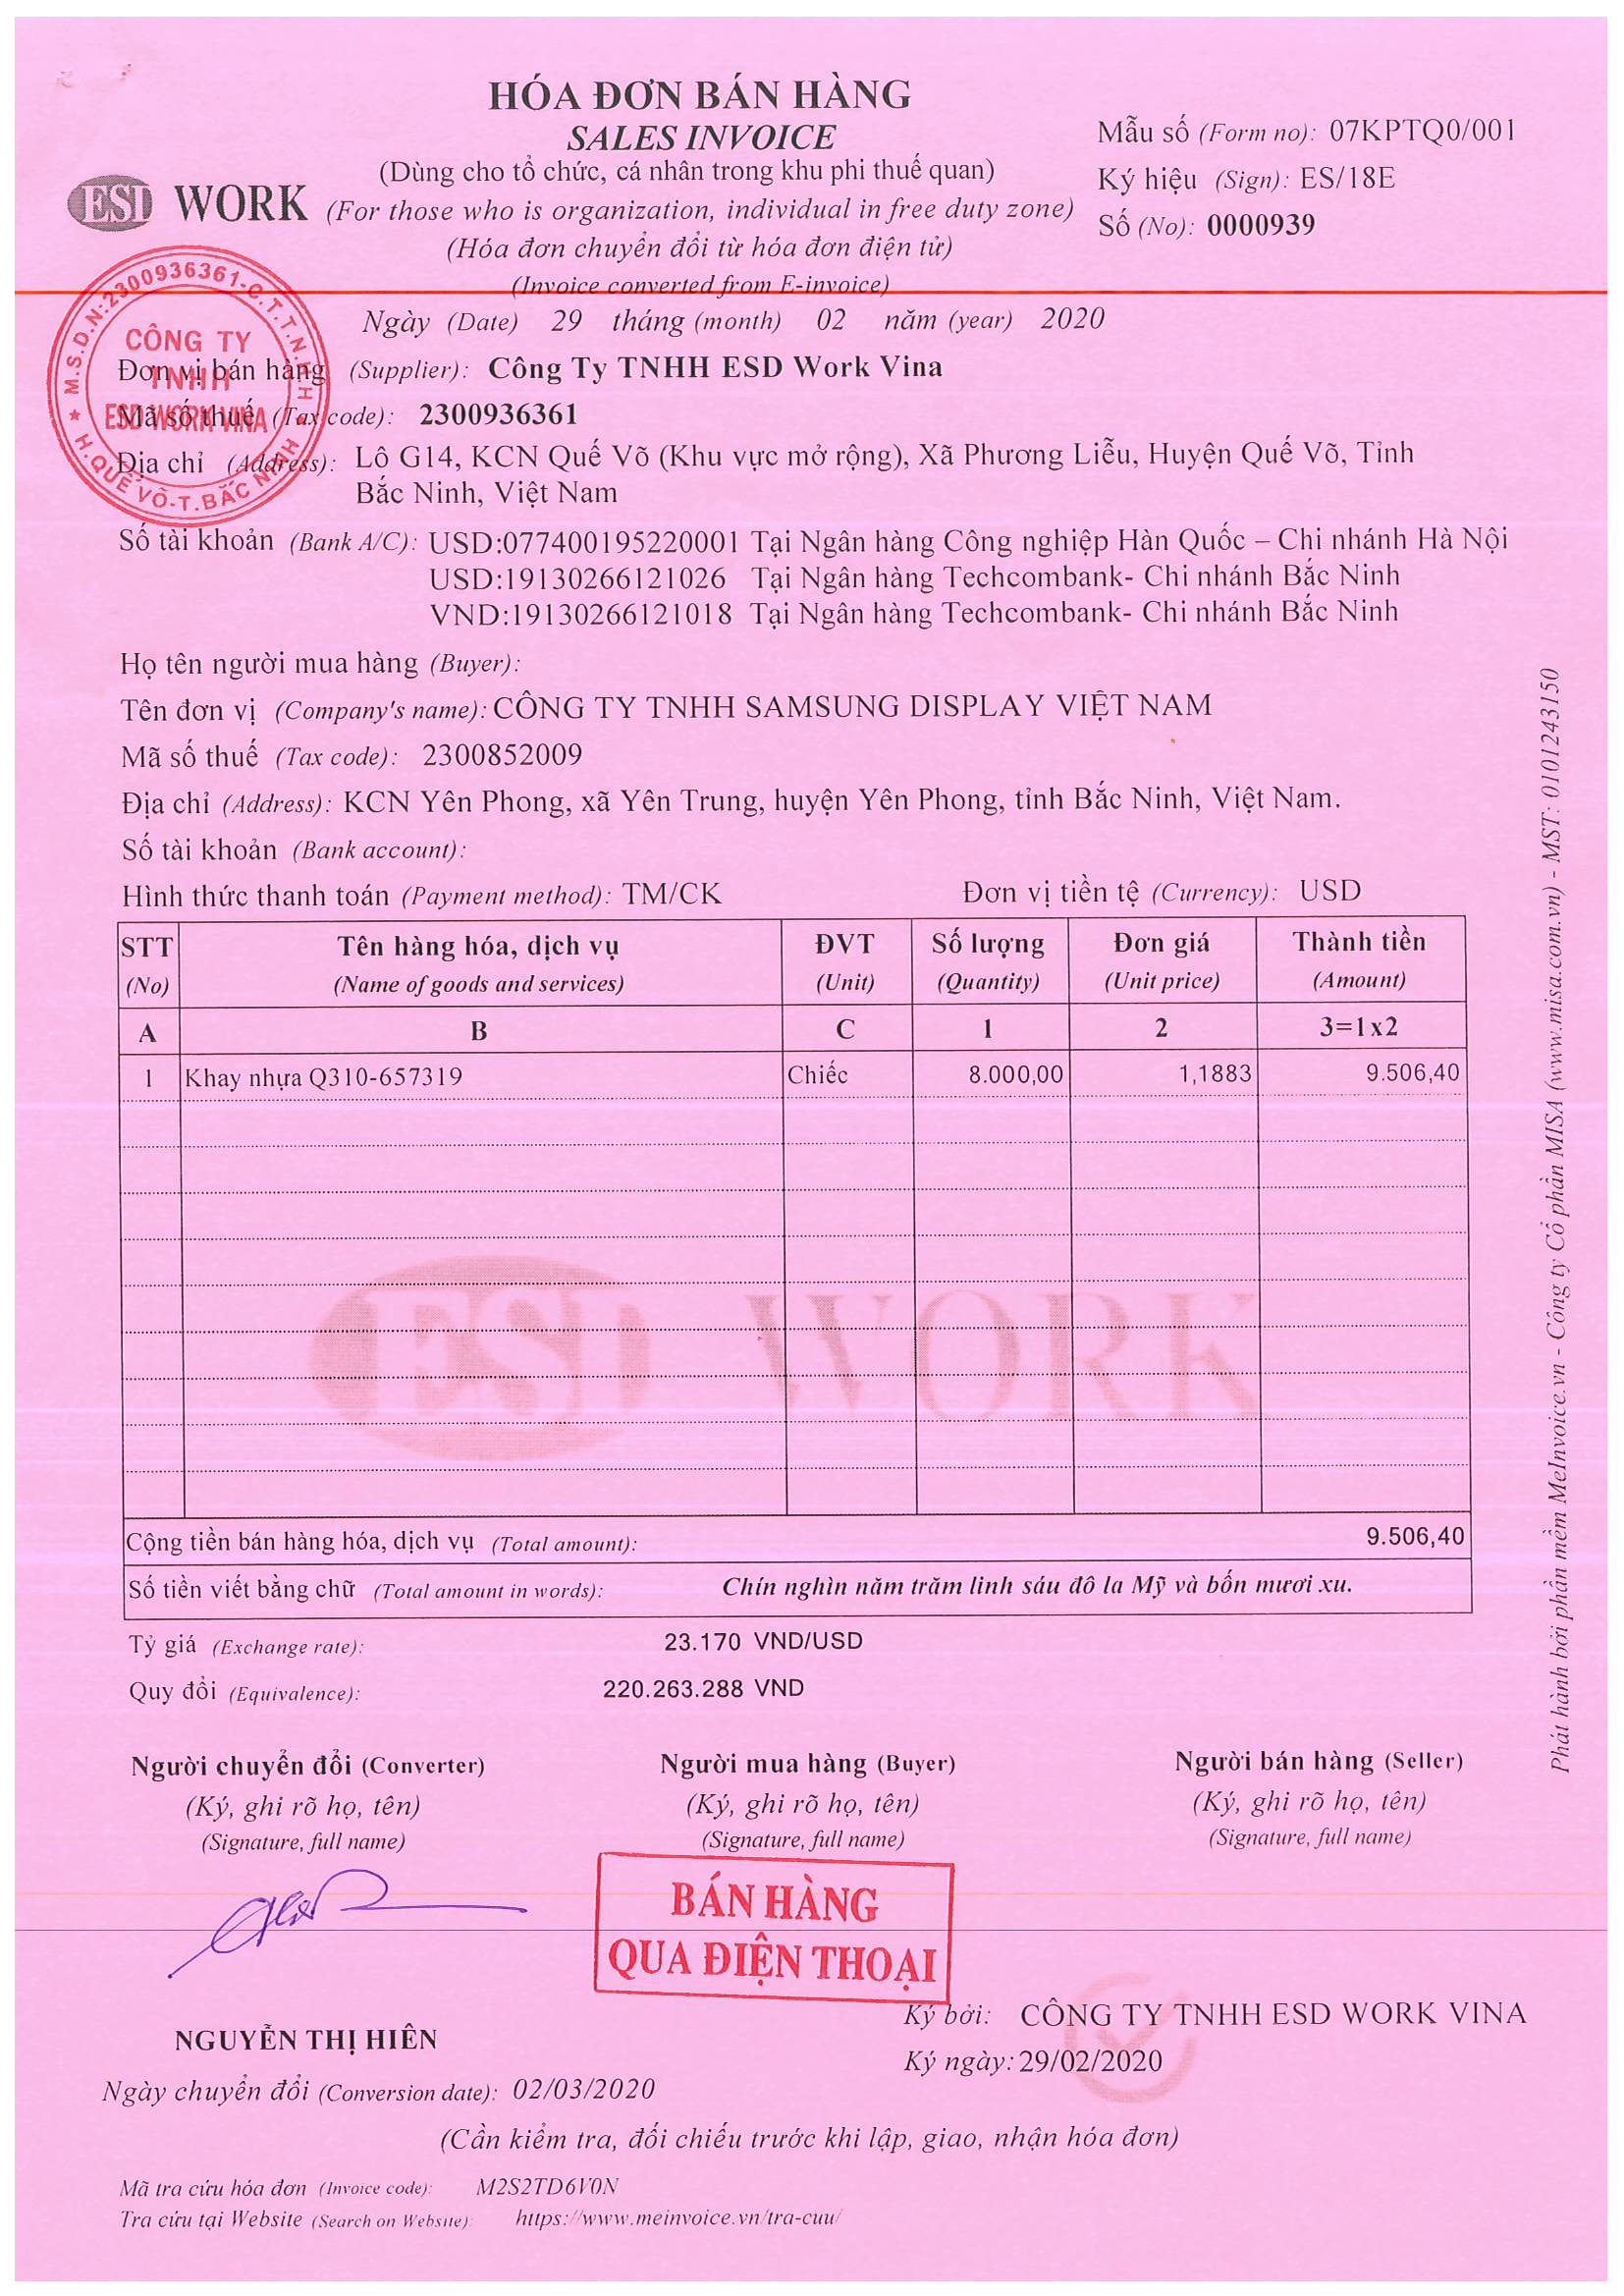 HÓA ĐƠN BÁN HÀNG
SALES INVOICE
(Dùng cho tổ chức, cá nhân trong khu phi thuế quan)
(For those who is organization, individual in free duty zone)
(Hóa đơn chuyển đổi từ hóa đơn điện tử)
(Invoice converted from E-invoice)
Mẫu số (Form no): 07KPTQ0/001
Ký hiệu (Sign): ES/18E
Số (No): 0000939
ESD WORK
Ngày (Date) 29 tháng (month) 02 năm (year) 2020
M.S.D.N:2300936361-C.T.T.N.H.H
CÔNG TY
TNHH
ESD WORK VINA
H.QUẾ VÕ-T.BẮC NINH
Đơn vị bán hàng (Supplier): Công Ty TNHH ESD Work Vina
Mã số thuế (Tax code): 2300936361
Địa chỉ (Address): Lô G14, KCN Quế Võ (Khu vực mở rộng), Xã Phương Liễu, Huyện Quế Võ, Tỉnh
Bắc Ninh, Việt Nam
Số tài khoản (Bank A/C): USD:077400195220001 Tại Ngân hàng Công nghiệp Hàn Quốc – Chi nhánh Hà Nội
USD:19130266121026 Tại Ngân hàng Techcombank- Chi nhánh Bắc Ninh
VND:19130266121018 Tại Ngân hàng Techcombank- Chi nhánh Bắc Ninh
Họ tên người mua hàng (Buyer):
Tên đơn vị (Company's name): CÔNG TY TNHH SAMSUNG DISPLAY VIỆT NAM
Mã số thuế (Tax code): 2300852009
Địa chỉ (Address): KCN Yên Phong, xã Yên Trung, huyện Yên Phong, tỉnh Bắc Ninh, Việt Nam.
Số tài khoản (Bank account):
Hình thức thanh toán (Payment method): TM/CK Đơn vị tiền tệ (Currency): USD
STT Tên hàng hóa, dịch vụ ĐVT Số lượng Đơn giá Thành tiền
(No) (Name of goods and services) (Unit) (Quantity) (Unit price) (Amount)
A B C 1 2 3=1x2
1 Khay nhựa Q310-657319 Chiếc 8.000,00 1,1883 9.506,40
ESD WORK
Cộng tiền bán hàng hóa, dịch vụ (Total amount): 9.506,40
Số tiền viết bằng chữ (Total amount in words): Chín nghìn năm trăm linh sáu đô la Mỹ và bốn mươi xu.
Tỷ giá (Exchange rate): 23.170 VND/USD
Quy đổi (Equivalence): 220.263.288 VND
Người chuyển đổi (Converter) Người mua hàng (Buyer) Người bán hàng (Seller)
(Ký, ghi rõ họ, tên) (Ký, ghi rõ họ, tên) (Ký, ghi rõ họ, tên)
(Signature, full name) (Signature, full name) (Signature, full name)
BÁN HÀNG
QUA ĐIỆN THOẠI
Ký bởi: CÔNG TY TNHH ESD WORK VINA
Ký ngày: 29/02/2020
NGUYỄN THỊ HIÊN
Ngày chuyển đổi (Conversion date): 02/03/2020
(Cần kiểm tra, đối chiếu trước khi lập, giao, nhận hóa đơn)
Mã tra cứu hóa đơn (Invoice code): M2S2TD6V0N
Tra cứu tại Website (Search on Website): https://www.meinvoice.vn/tra-cuu/
Phát hành bởi phần mềm MeInvoice.vn - Công ty Cổ phần MISA (www.misa.com.vn) - MST: 0101243150